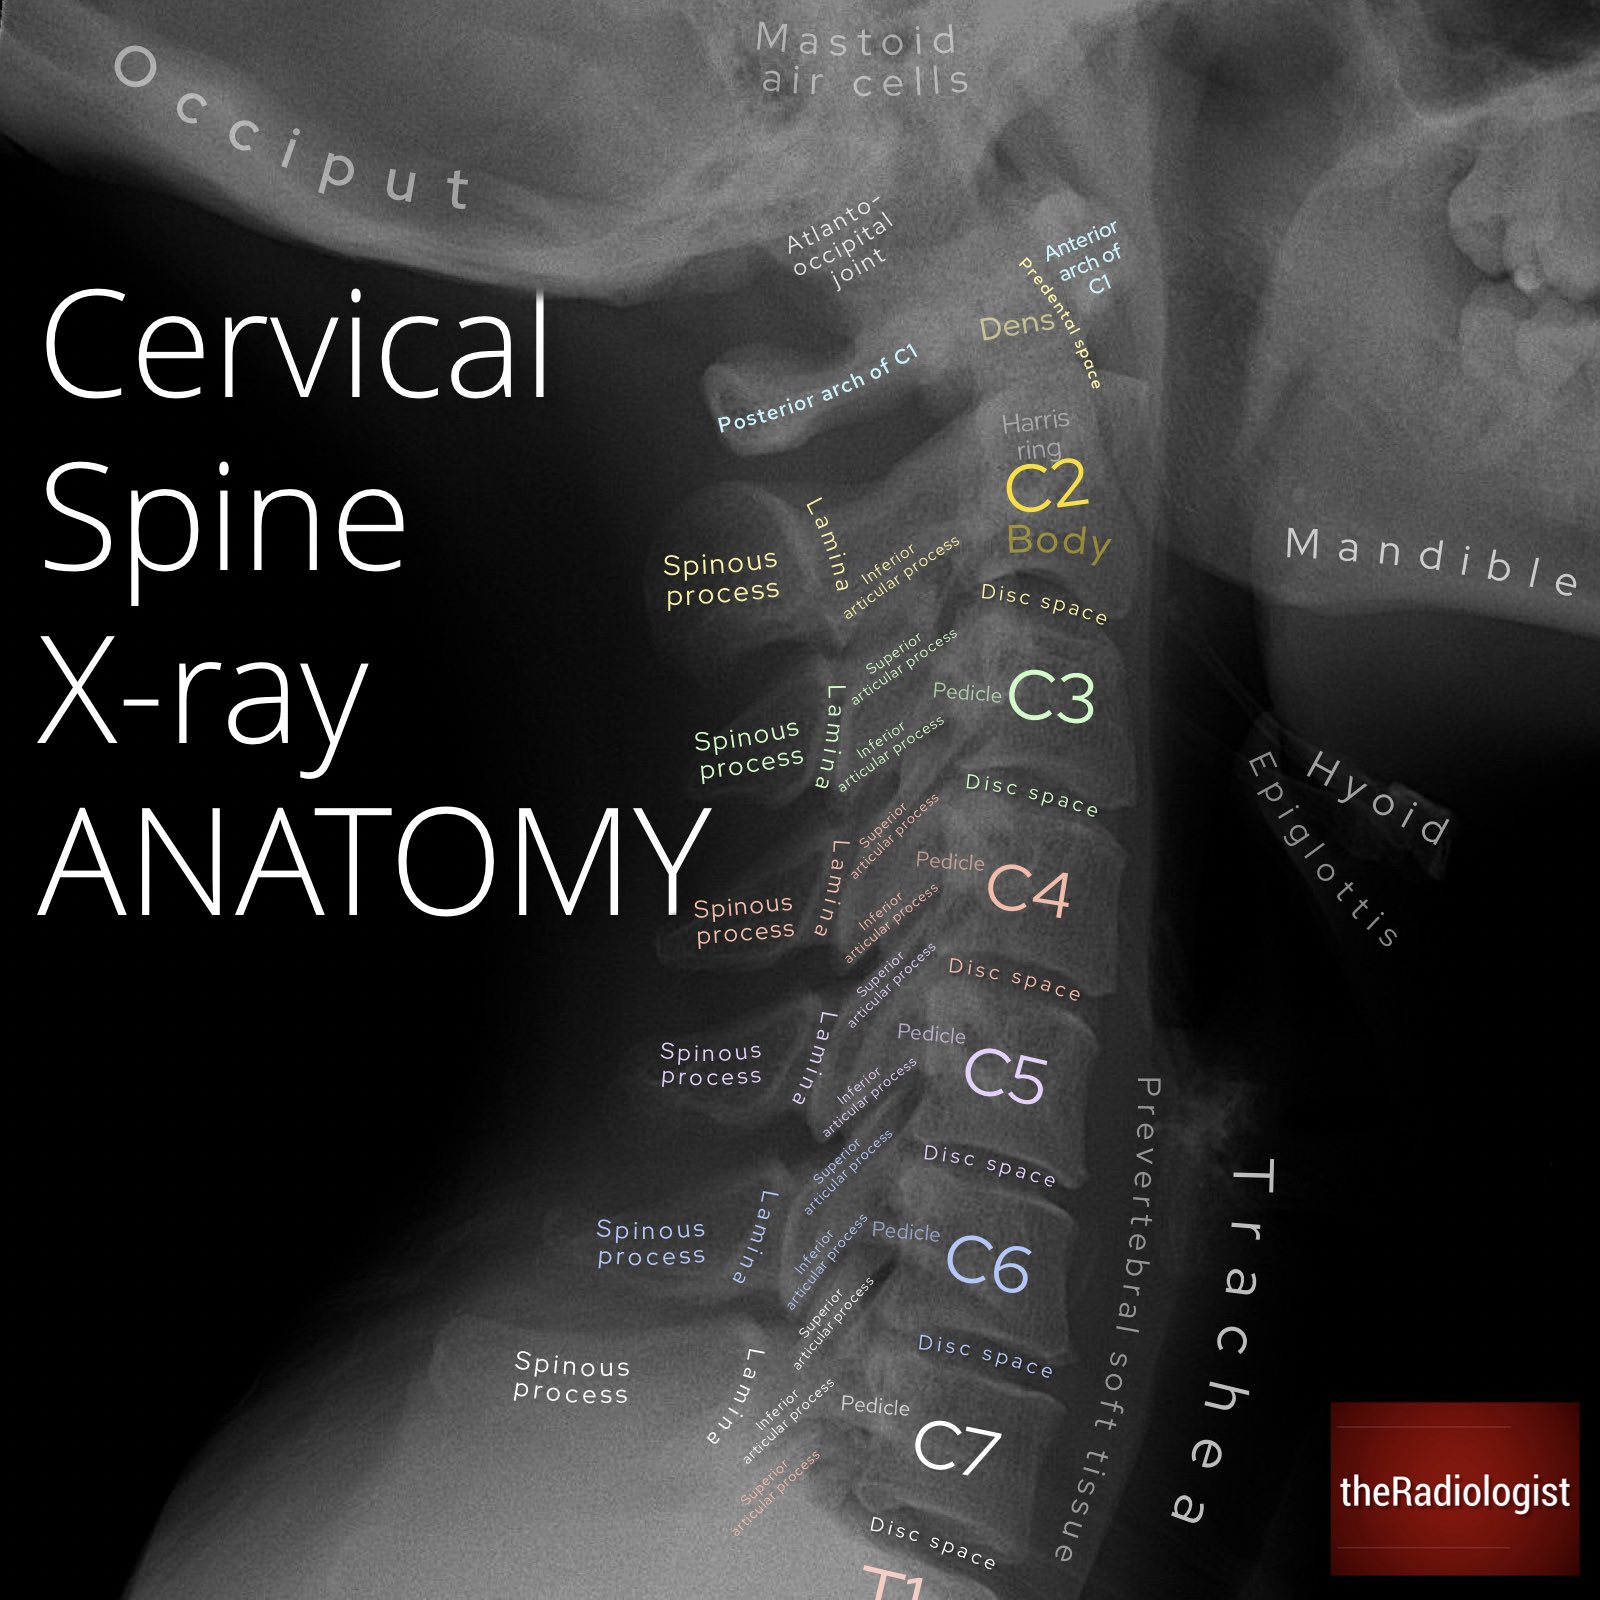 Occiput
Mastoid
air cells
Atlanto-
occipital
joint
Anterior
arch of
C1
Predental space
Dens
Posterior arch of C1
Harris
ring
C2
Body
Cervical
Spine
X-ray
ANATOMY
Spinous
process
Lamina
Inferior
articular process
Disc space
Mandible
Superior
articular process
Pedicle
C3
Spinous
process
Lamina
Inferior
articular process
Disc space
Hyoid
Epiglottis
Superior
articular process
Pedicle
C4
Spinous
process
Lamina
Inferior
articular process
Disc space
Superior
articular process
Pedicle
C5
Spinous
process
Lamina
Inferior
articular process
Disc space
Prevertebral soft tissue
Trachea
Superior
articular process
Pedicle
C6
Spinous
process
Lamina
Inferior
articular process
Disc space
Superior
articular process
Pedicle
C7
Spinous
process
Lamina
Inferior
articular process
Superior
articular process
Disc space
T1
theRadiologist